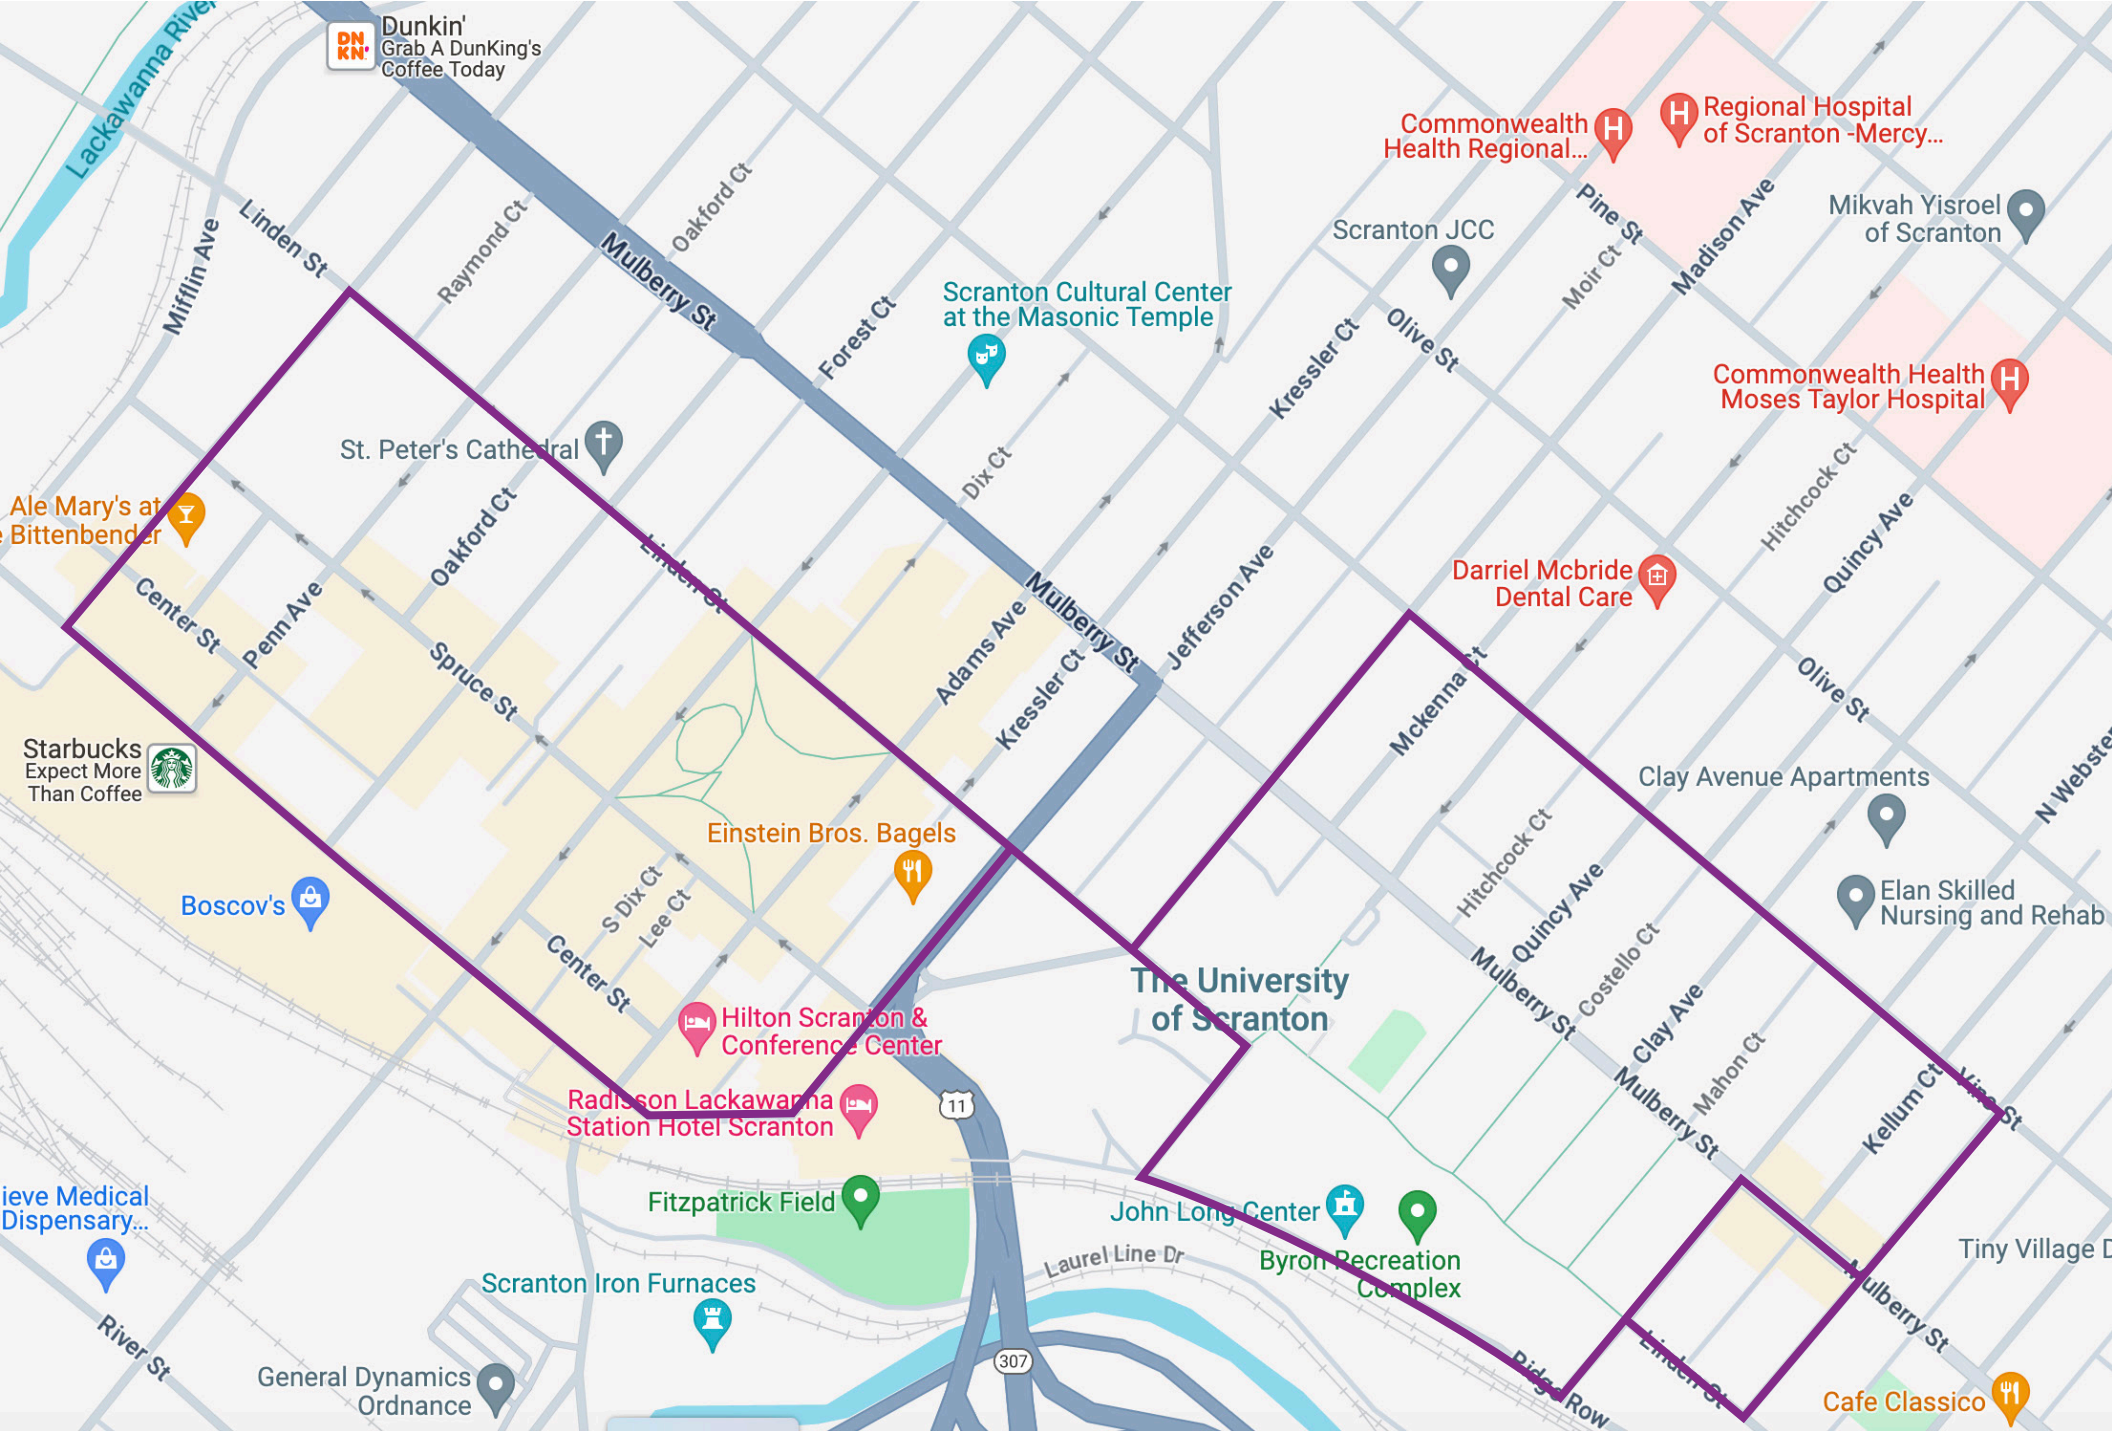 Lackawanna River
DN
KN
Dunkin'
Grab A DunKing's
Coffee Today
Linden St
Mifflin Ave
Raymond Ct
Oakford Ct
Mulberry St
Forest Ct
Scranton Cultural Center
at the Masonic Temple
Dix Ct
Commonwealth
Health Regional...
H
H
Regional Hospital
of Scranton -Mercy...
Pine St
Scranton JCC
Moir Ct
Madison Ave
Mikvah Yisroel
of Scranton
Kressler Ct
Olive St
Commonwealth Health
Moses Taylor Hospital
H
Hitchcock Ct
Quincy Ave
St. Peter's Cathedral
Ale Mary's at
e Bittenbender
Center St
Penn Ave
Oakford Ct
Spruce St
Linden St
Adams Ave
Kressler Ct
Mulberry St
Jefferson Ave
Darriel Mcbride
Dental Care
Mckenna Ct
Olive St
N Webster
Starbucks
Expect More
Than Coffee
Boscov's
Einstein Bros. Bagels
S Dix Ct
Lee Ct
Center St
Hilton Scranton &
Conference Center
Radisson Lackawanna
Station Hotel Scranton
11
The University
of Scranton
Clay Avenue Apartments
Elan Skilled
Nursing and Rehab
Hitchcock Ct
Quincy Ave
Costello Ct
Mulberry St
Clay Ave
Mahon Ct
Mulberry St
Vine St
Kellum Ct
Fitzpatrick Field
John Long Center
Byron Recreation
Complex
Laurel Line Dr
Scranton Iron Furnaces
ieve Medical
Dispensary...
River St
General Dynamics
Ordnance
307
Ridge Row
Linden St
Mulberry St
Tiny Village D
Cafe Classico